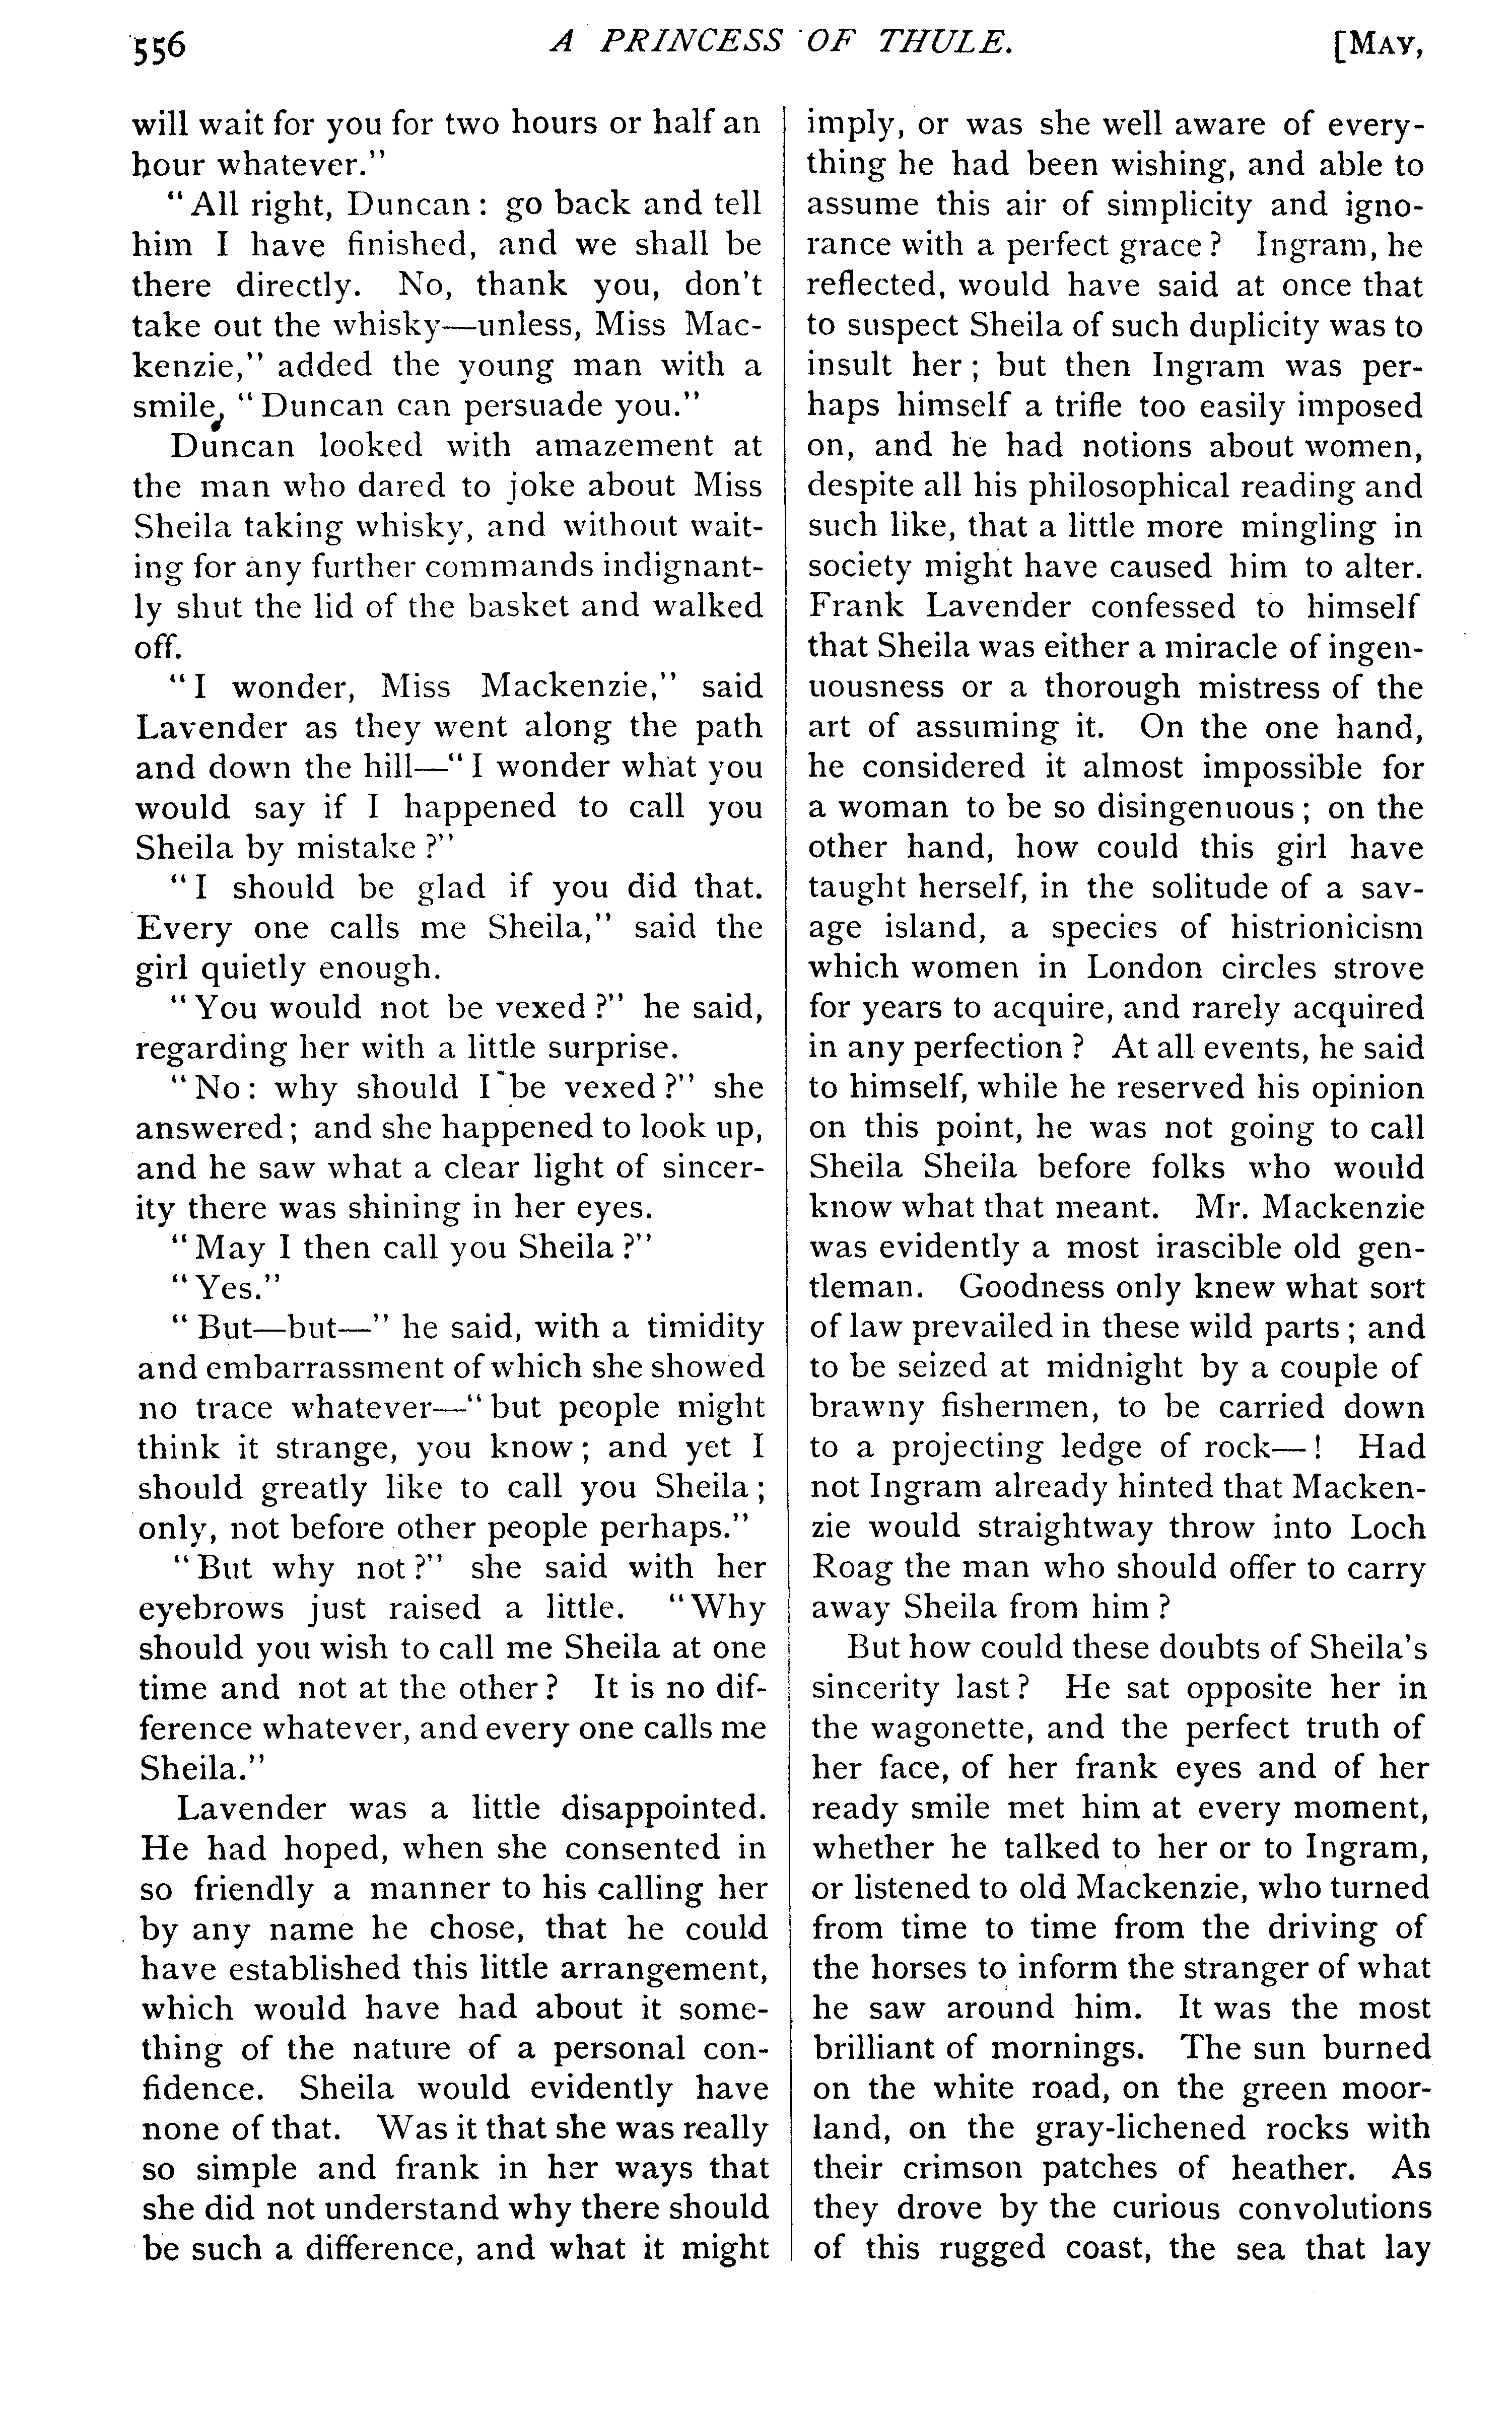 556
A PRINCESS OF THULE.
[MAY,
will wait for you for two hours or half an
hour whatever."
"All right, Duncan: go back and tell
him I have finished, and we shall be
there directly. No, thank you, don't
take out the whisky—unless, Miss Mac-
kenzie," added the young man with a
smile, "Duncan can persuade you."
Duncan looked with amazement at
the man who dared to joke about Miss
Sheila taking whisky, and without wait-
ing for any further commands indignant-
ly shut the lid of the basket and walked
off.
"I wonder, Miss Mackenzie," said
Lavender as they went along the path
and down the hill—"I wonder what you
would say if I happened to call you
Sheila by mistake?"
"I should be glad if you did that.
Every one calls me Sheila," said the
girl quietly enough.
"You would not be vexed?" he said,
regarding her with a little surprise.
"No: why should I be vexed?" she
answered; and she happened to look up,
and he saw what a clear light of sincer-
ity there was shining in her eyes.
"May I then call you Sheila?"
"Yes."
"But—but—" he said, with a timidity
and embarrassment of which she showed
no trace whatever—"but people might
think it strange, you know; and yet I
should greatly like to call you Sheila;
only, not before other people perhaps."
"But why not?" she said with her
eyebrows just raised a little. "Why
should you wish to call me Sheila at one
time and not at the other? It is no dif-
ference whatever, and every one calls me
Sheila."
Lavender was a little disappointed.
He had hoped, when she consented in
so friendly a manner to his calling her
by any name he chose, that he could
have established this little arrangement,
which would have had about it some-
thing of the nature of a personal con-
fidence. Sheila would evidently have
none of that. Was it that she was really
so simple and frank in her ways that
she did not understand why there should
be such a difference, and what it might
imply, or was she well aware of every-
thing he had been wishing, and able to
assume this air of simplicity and igno-
rance with a perfect grace? Ingram, he
reflected, would have said at once that
to suspect Sheila of such duplicity was to
insult her; but then Ingram was per-
haps himself a trifle too easily imposed
on, and he had notions about women,
despite all his philosophical reading and
such like, that a little more mingling in
society might have caused him to alter.
Frank Lavender confessed to himself
that Sheila was either a miracle of ingen-
uousness or a thorough mistress of the
art of assuming it. On the one hand,
he considered it almost impossible for
a woman to be so disingenuous; on the
other hand, how could this girl have
taught herself, in the solitude of a sav-
age island, a species of histrionicism
which women in London circles strove
for years to acquire, and rarely acquired
in any perfection? At all events, he said
to himself, while he reserved his opinion
on this point, he was not going to call
Sheila Sheila before folks who would
know what that meant. Mr. Mackenzie
was evidently a most irascible old gen-
tleman. Goodness only knew what sort
of law prevailed in these wild parts; and
to be seized at midnight by a couple of
brawny fishermen, to be carried down
to a projecting ledge of rock—! Had
not Ingram already hinted that Macken-
zie would straightway throw into Loch
Roag the man who should offer to carry
away Sheila from him?
But how could these doubts of Sheila's
sincerity last? He sat opposite her in
the wagonette, and the perfect truth of
her face, of her frank eyes and of her
ready smile met him at every moment,
whether he talked to her or to Ingram,
or listened to old Mackenzie, who turned
from time to time from the driving of
the horses to inform the stranger of what
he saw around him. It was the most
brilliant of mornings. The sun burned
on the white road, on the green moor-
land, on the gray-lichened rocks with
their crimson patches of heather. As
they drove by the curious convolutions
of this rugged coast, the sea that lay